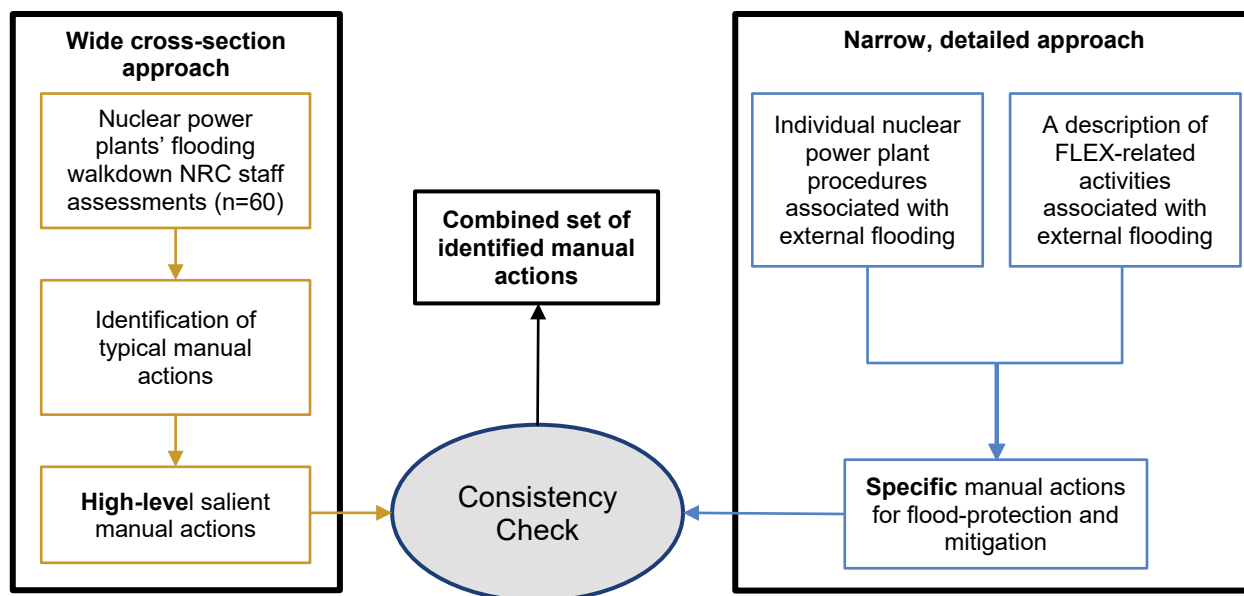 Wide cross-section
approach
Nuclear power
plants' flooding
walkdown NRC staff
assessments (n=60)
Identification of
typical manual
actions
High-level salient
manual actions
Combined set of
identified manual
actions
Consistency
Check
Narrow, detailed approach
Individual nuclear
power plant
procedures
associated with
external flooding
A description of
FLEX-related
activities
associated with
external flooding
Specific manual actions
for flood-protection and
mitigation